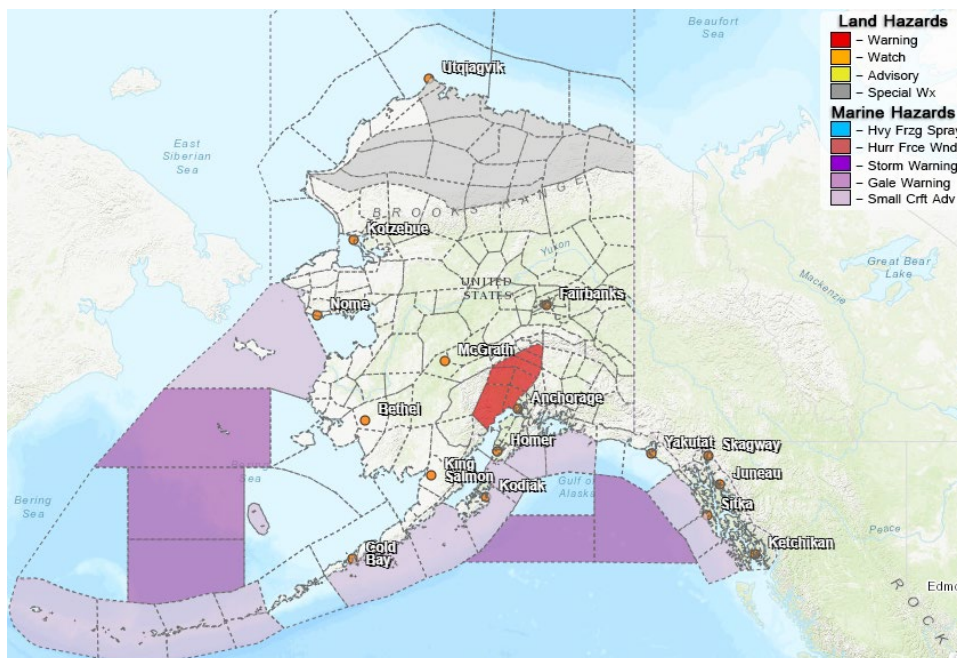 Beaufort
Sea
Land Hazards
– Warning
– Watch
– Advisory
– Special Wx
Marine Hazards
– Hvy Frzg Spray
– Hurr Frce Wnd
– Storm Warning
– Gale Warning
– Small Crft Adv
Utqiagvik
East
Siberian
Sea
BROOKS RANGE
Kotzebue
Yukon
Great Bear
Lake
Mackenzie
UNITED
STATES
Fairbanks
Nome
McGrath
Anchorage
Bethel
Homer
Yakutat
Skagway
King
Salmon
Sea
Kodiak
Gulf of
Alaska
Juneau
Bering
Sea
Sitka
Peace
Cold
Bay
Ketchikan
Edmo
ROCK